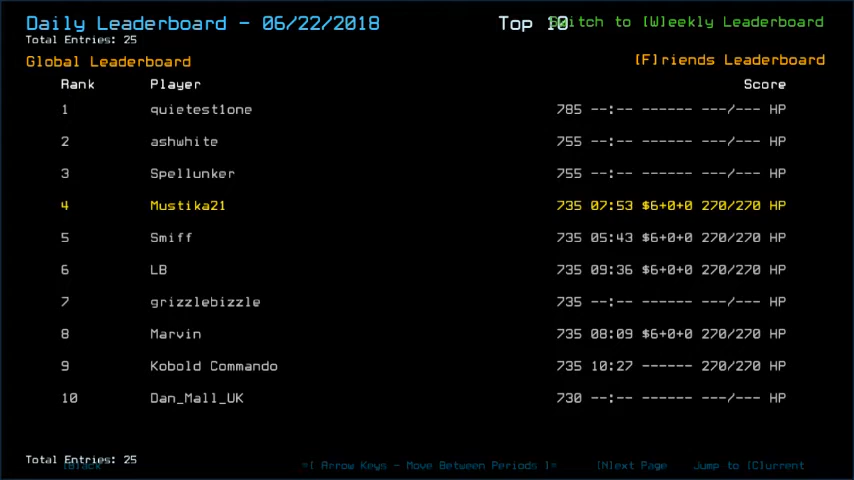 Daily Leaderboard - 06/22/2018 Top 10 Switch to [W]eekly Leaderboard
Total Entries: 25
Global Leaderboard [F]riends Leaderboard
Rank Player Score
1 quietest1one 785 --:-- ------ ---/--- HP
2 ashwhite 755 --:-- ------ ---/--- HP
3 Spellunker 755 --:-- ------ ---/--- HP
4 Mustika21 735 07:53 $6+0+0 270/270 HP
5 Smiff 735 05:43 $6+0+0 270/270 HP
6 LB 735 09:36 $6+0+0 270/270 HP
7 grizzlebizzle 735 --:-- ------ ---/--- HP
8 Marvin 735 08:09 $6+0+0 270/270 HP
9 Kobold Commando 735 10:27 ------ 270/270 HP
10 Dan_Mall_UK 730 --:-- ------ ---/--- HP
Total Entries: 25
[B]ack =[ Arrow Keys - Move Between Periods ]= [N]ext Page Jump to [C]urrent